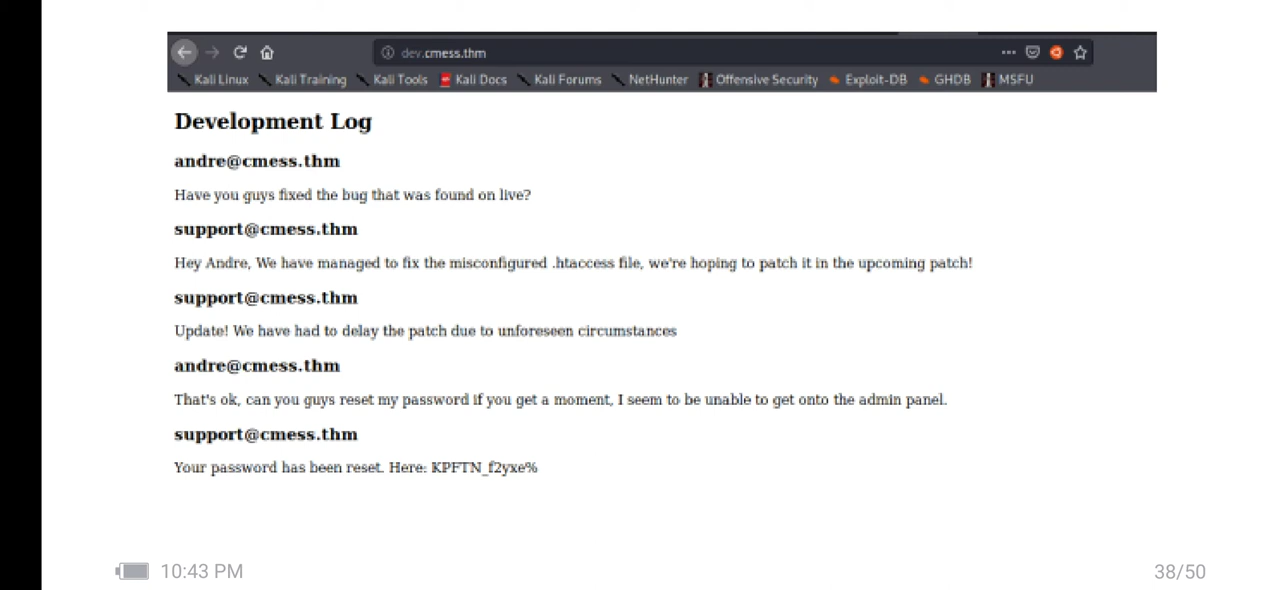 dev.cmess.thm
Kali Linux Kali Training Kali Tools Kali Docs Kali Forums NetHunter Offensive Security Exploit-DB GHDB MSFU
Development Log
andre@cmess.thm
Have you guys fixed the bug that was found on live?
support@cmess.thm
Hey Andre, We have managed to fix the misconfigured .htaccess file, we're hoping to patch it in the upcoming patch!
support@cmess.thm
Update! We have had to delay the patch due to unforeseen circumstances
andre@cmess.thm
That's ok, can you guys reset my password if you get a moment, I seem to be unable to get onto the admin panel.
support@cmess.thm
Your password has been reset. Here: KPFTN_f2yxe%
10:43 PM 38/50